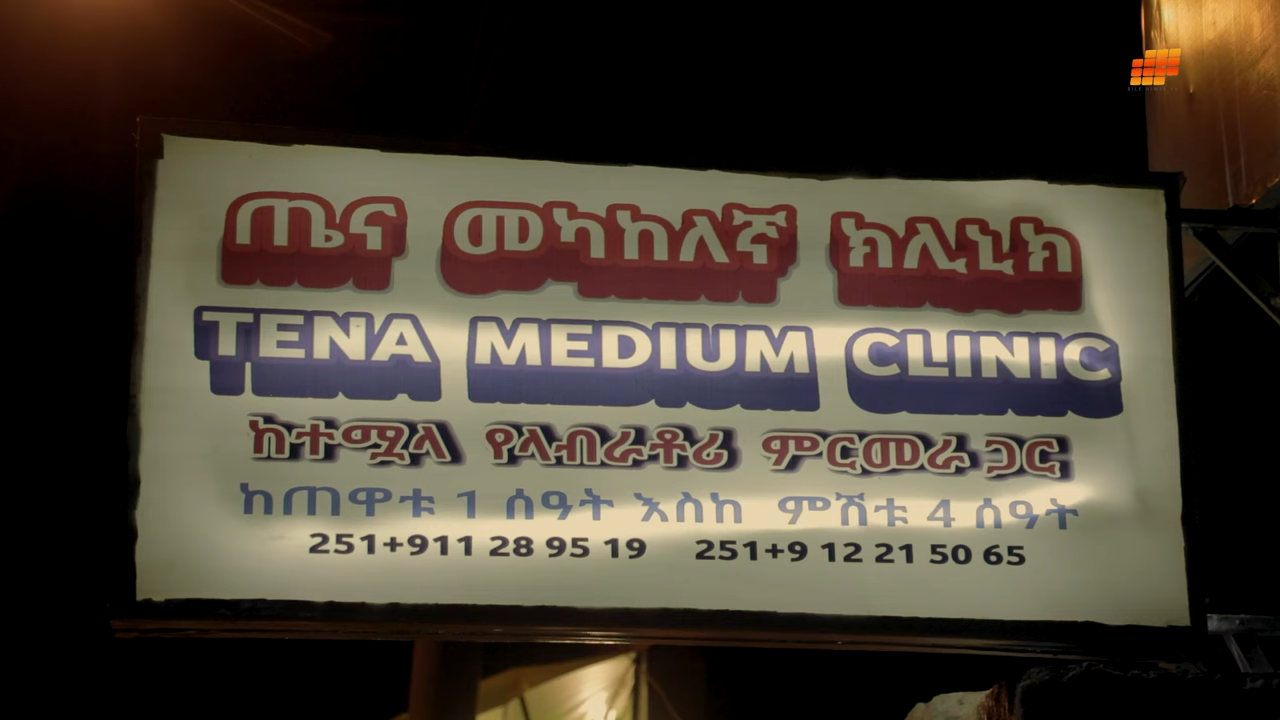 ጤና መካከለኛ ክሊኒክ
TENA MEDIUM CLINIC
ከተሟላ የላብራቶሪ ምርመራ ጋር
ከጠዋቱ 1 ሰዓት እስከ ምሽቱ 4 ሰዓት
251+911 28 95 19 251+9 12 21 50 65